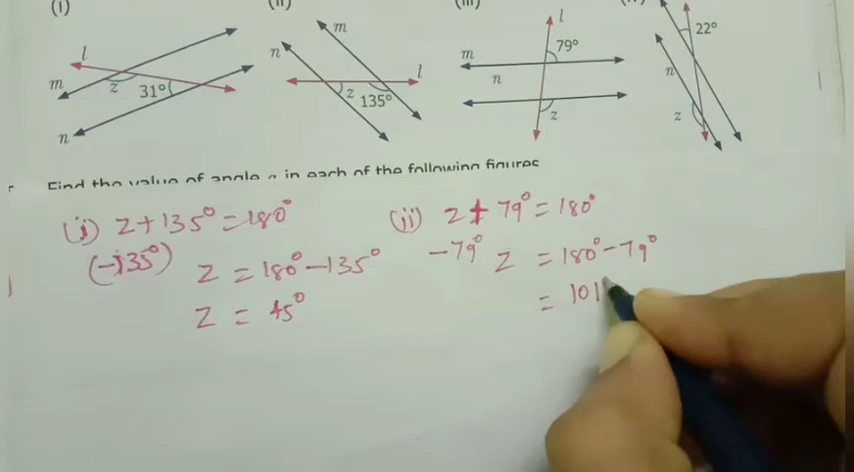 (i) (ii) (iii)
l m n z 31°
m n l z 135°
l m n 79° z
22° n z
Find the value of angle in each of the following figures
(i) z + 135° = 180°
(-135°) z = 180° - 135°
z = 45°
(ii) z + 79° = 180°
-79° z = 180° - 79°
= 101